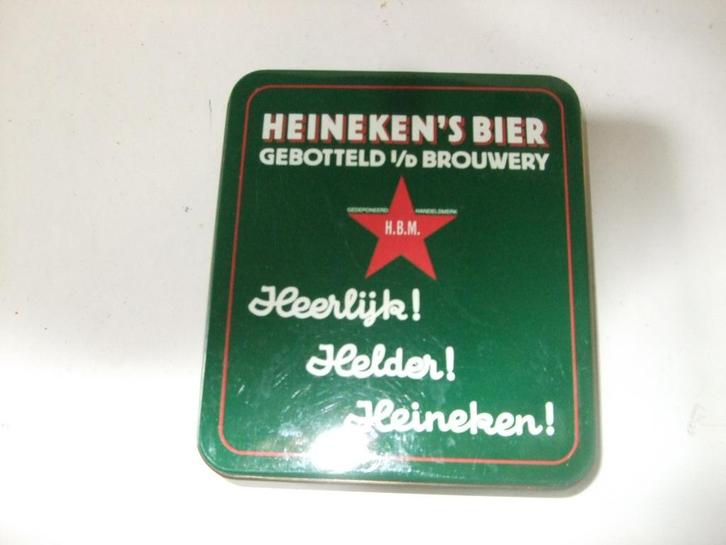 HEINEKEN'S BIER
GEBOTTELD I/D BROUWERY
GEDEPONEERD HANDELSMERK
H.B.M.
Heerlijk!
Helder!
Heineken!